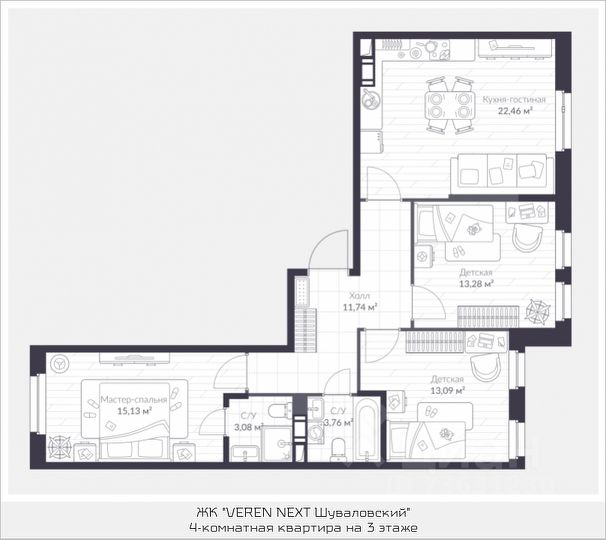 Кухня-гостиная
22,46 м²
Детская
13,28 м²
Холл
11,74 м²
Детская
13,09 м²
Мастер-спальня
15,13 м²
С/У
3,08 м²
С/У
3,76 м²
ЖК "VEREN NEXT Шуваловский"
4-комнатная квартира на 3 этаже